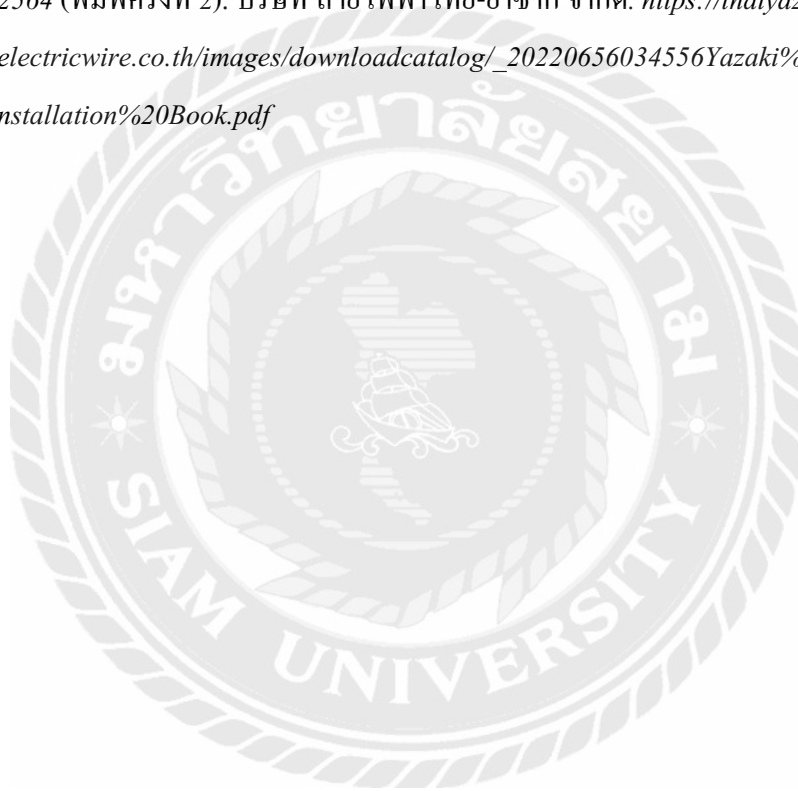 2564 (พิมพ์ครั้งที่ 2). บริษัท สายไฟฟ้าไทย-ยาซากิ จำกัด. https://thaiyaz
electricwire.co.th/images/downloadcatalog/_20220656034556Yazaki%
nstallation%20Book.pdf
มหาวิทยาลัยสยาม
SIAM UNIVERSITY